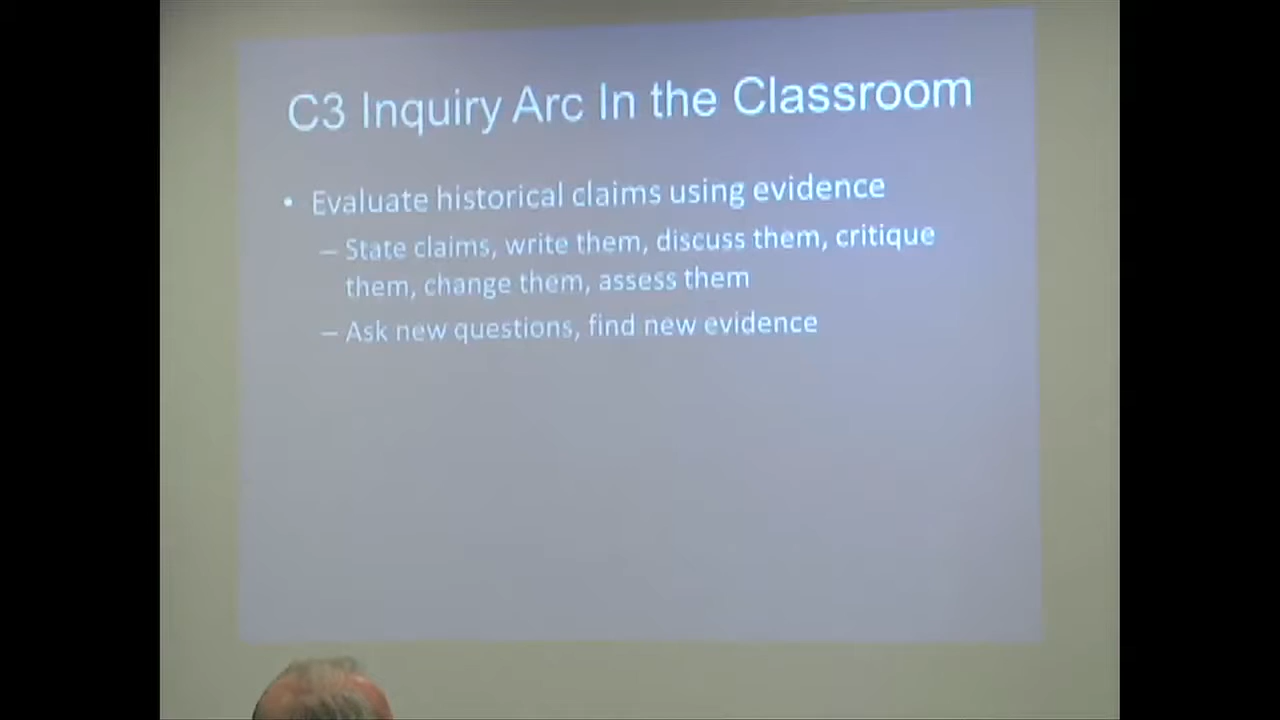 C3 Inquiry Arc In the Classroom
• Evaluate historical claims using evidence
– State claims, write them, discuss them, critique
them, change them, assess them
– Ask new questions, find new evidence